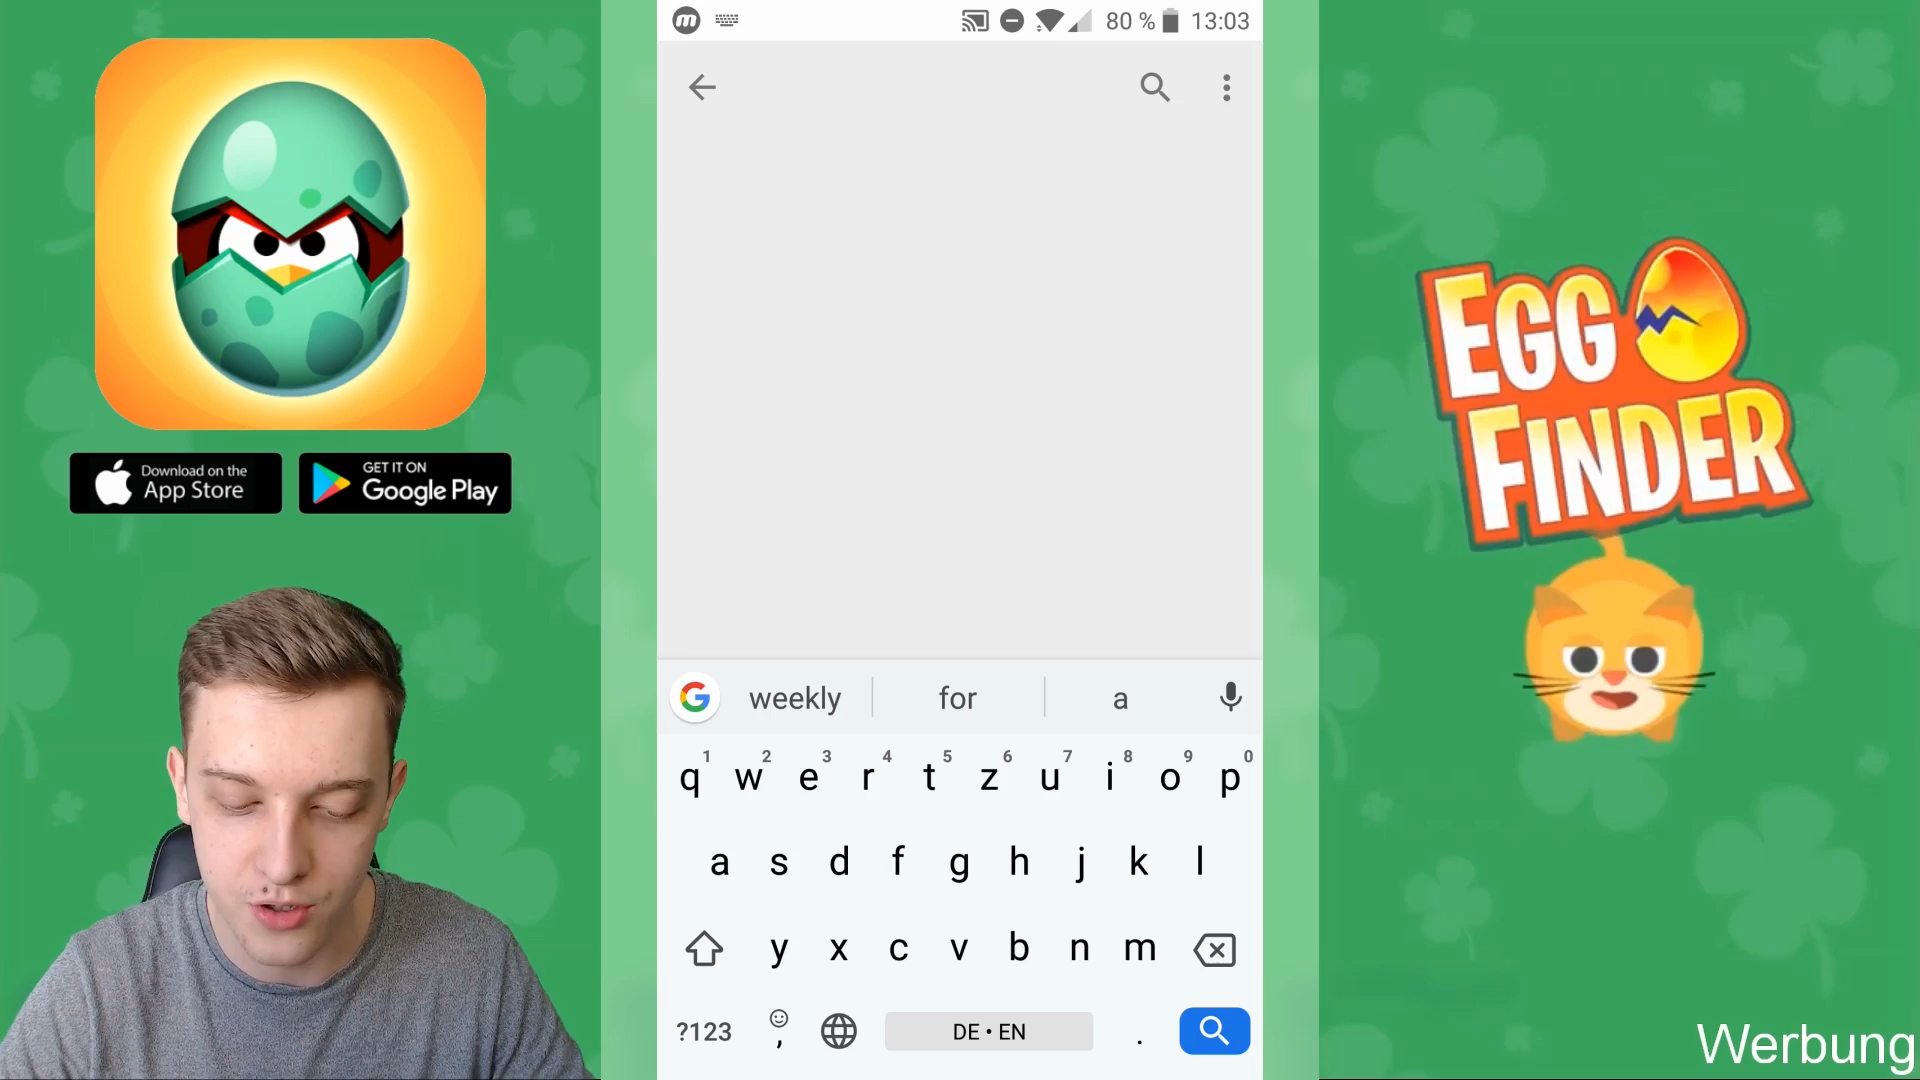 80 % 13:03
Download on the
App Store
GET IT ON
Google Play
EGG
FINDER
weekly for a
1 2 3 4 5 6 7 8 9 0
q w e r t z u i o p
a s d f g h j k l
y x c v b n m
?123 , DE • EN .
Werbung